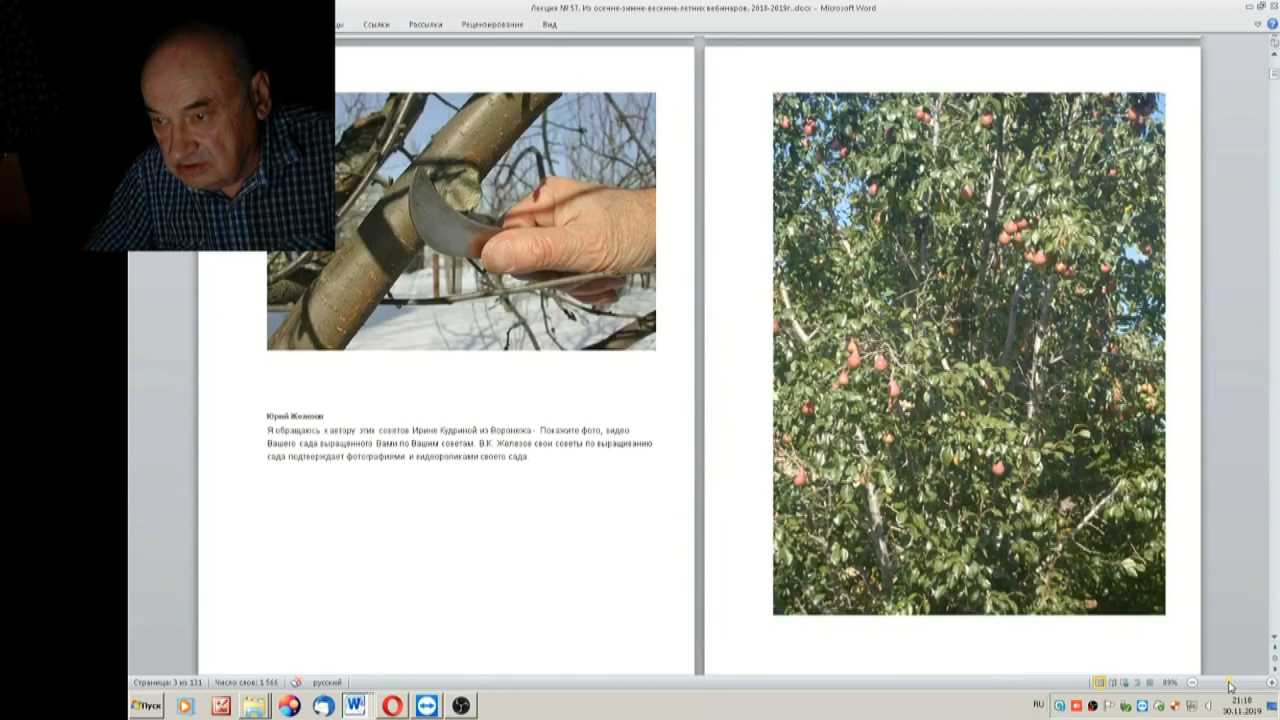 Лекция № 57. Из осенне-зимне-весенне-летних вебинаров. 2018-2019г..docx - Microsoft Word
Ссылки
Рассылки
Рецензирование
Вид
Юрий Железню
Я обращаюсь к автору этих советов Ирине Кудриной из Воронежа - Покажите фото, видео
Вашего сада выращенного Вами по Вашим советам. В.К. Железов свои советы по выращиванию
сада подтверждает фотографиями и видеороликами своего сада.
Страница: 3 из 131
Число слов: 1 566
русский
89%
Пуск
RU
21:18
30.11.2019